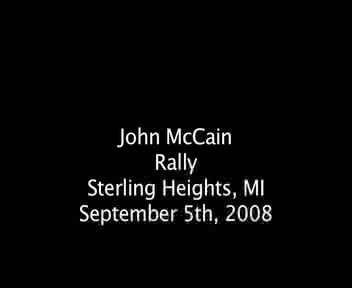 John McCain
Rally
Sterling Heights, MI
September 5th, 2008